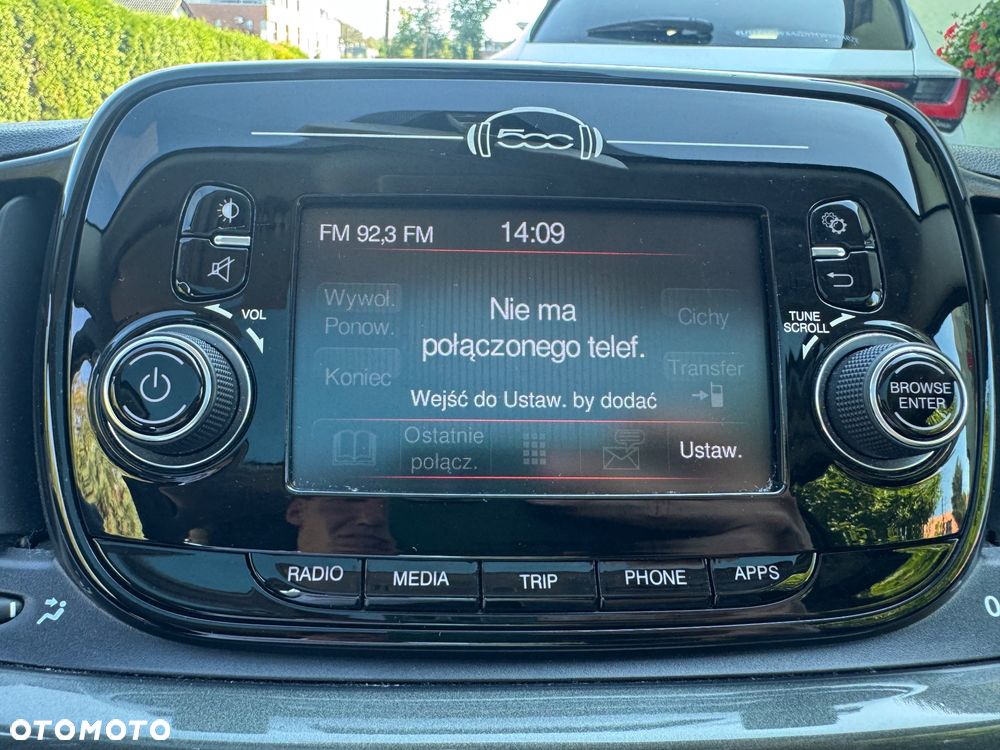 500
FM 92,3 FM
14:09
VOL
TUNE
SCROLL
Wywoł.
Ponow.
Koniec
Nie ma
połączonego telef.
Wejść do Ustaw. by dodać
Cichy
Transfer
BROWSE
ENTER
Ostatnie
połącz.
Ustaw.
RADIO
MEDIA
TRIP
PHONE
APPS
0
OTOMOTO